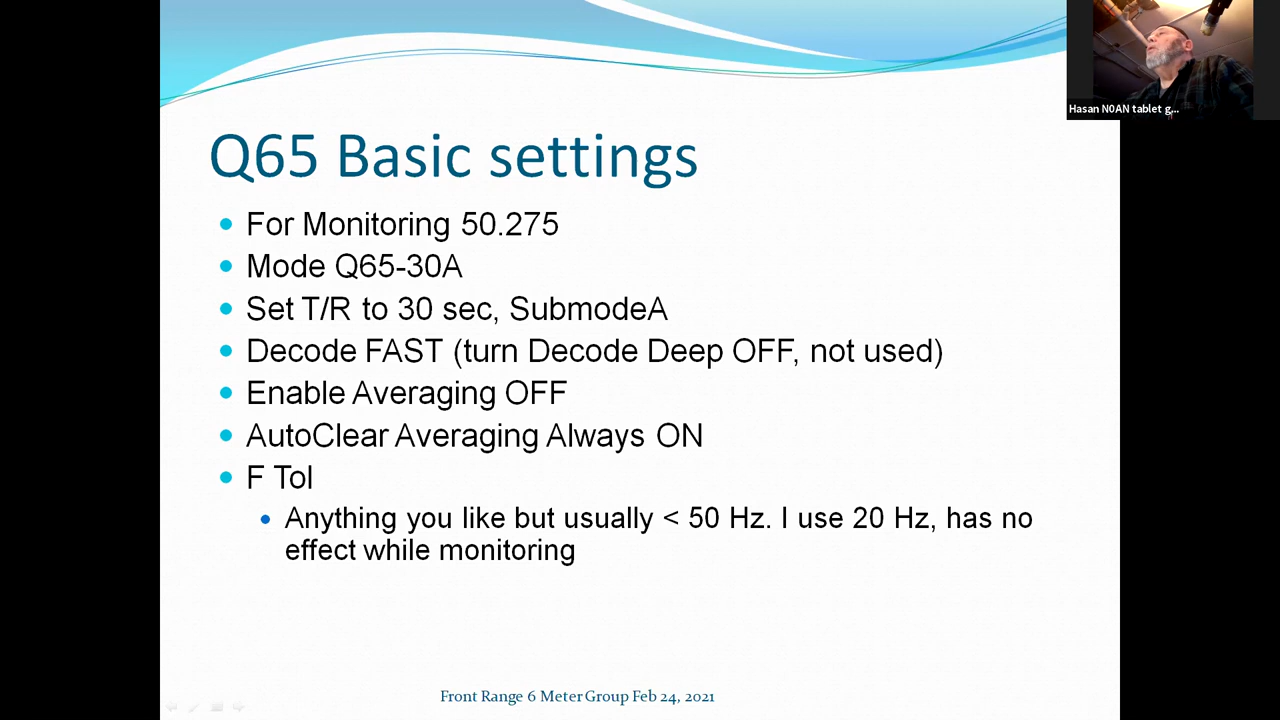 Hasan N0AN tablet g...
Q65 Basic settings
For Monitoring 50.275
Mode Q65-30A
Set T/R to 30 sec, SubmodeA
Decode FAST (turn Decode Deep OFF, not used)
Enable Averaging OFF
AutoClear Averaging Always ON
F Tol
Anything you like but usually < 50 Hz. I use 20 Hz, has no
effect while monitoring
Front Range 6 Meter Group Feb 24, 2021